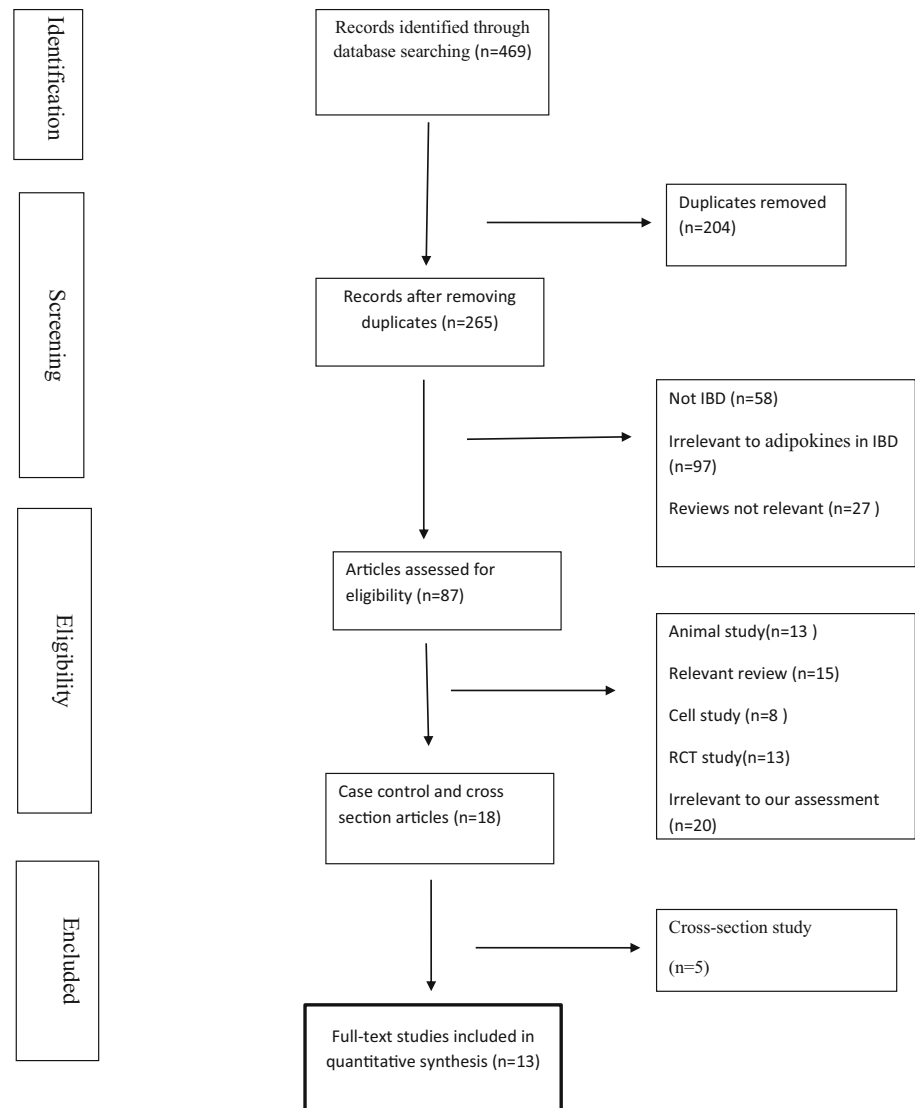 Identification
Records identified through
database searching (n=469)
Duplicates removed
(n=204)
Screening
Records after removing
duplicates (n=265)
Not IBD (n=58)
Irrelevant to adipokines in IBD
(n=97)
Reviews not relevant (n=27 )
Eligibility
Articles assessed for
eligibility (n=87)
Animal study(n=13 )
Relevant review (n=15)
Cell study (n=8 )
RCT study(n=13)
Irrelevant to our assessment
(n=20)
Case control and cross
section articles (n=18)
Encluded
Cross-section study
(n=5)
Full-text studies included in
quantitative synthesis (n=13)